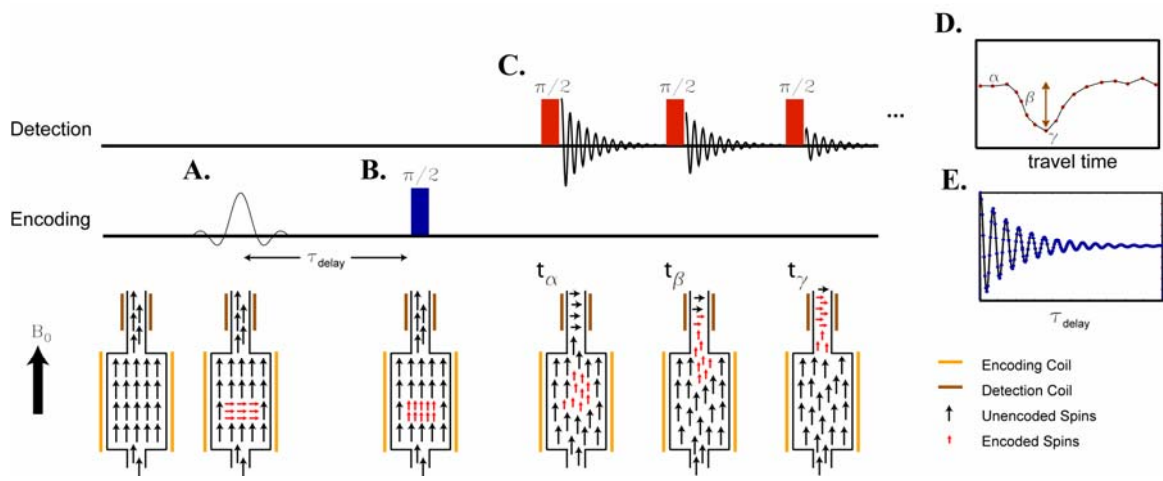 D.
C.
π/2 π/2 π/2
α β γ
Detection ...
travel time
A. B.
π/2
E.
Encoding
τdelay
tα tβ tγ
τdelay
B0
Encoding Coil
Detection Coil
Unencoded Spins
Encoded Spins